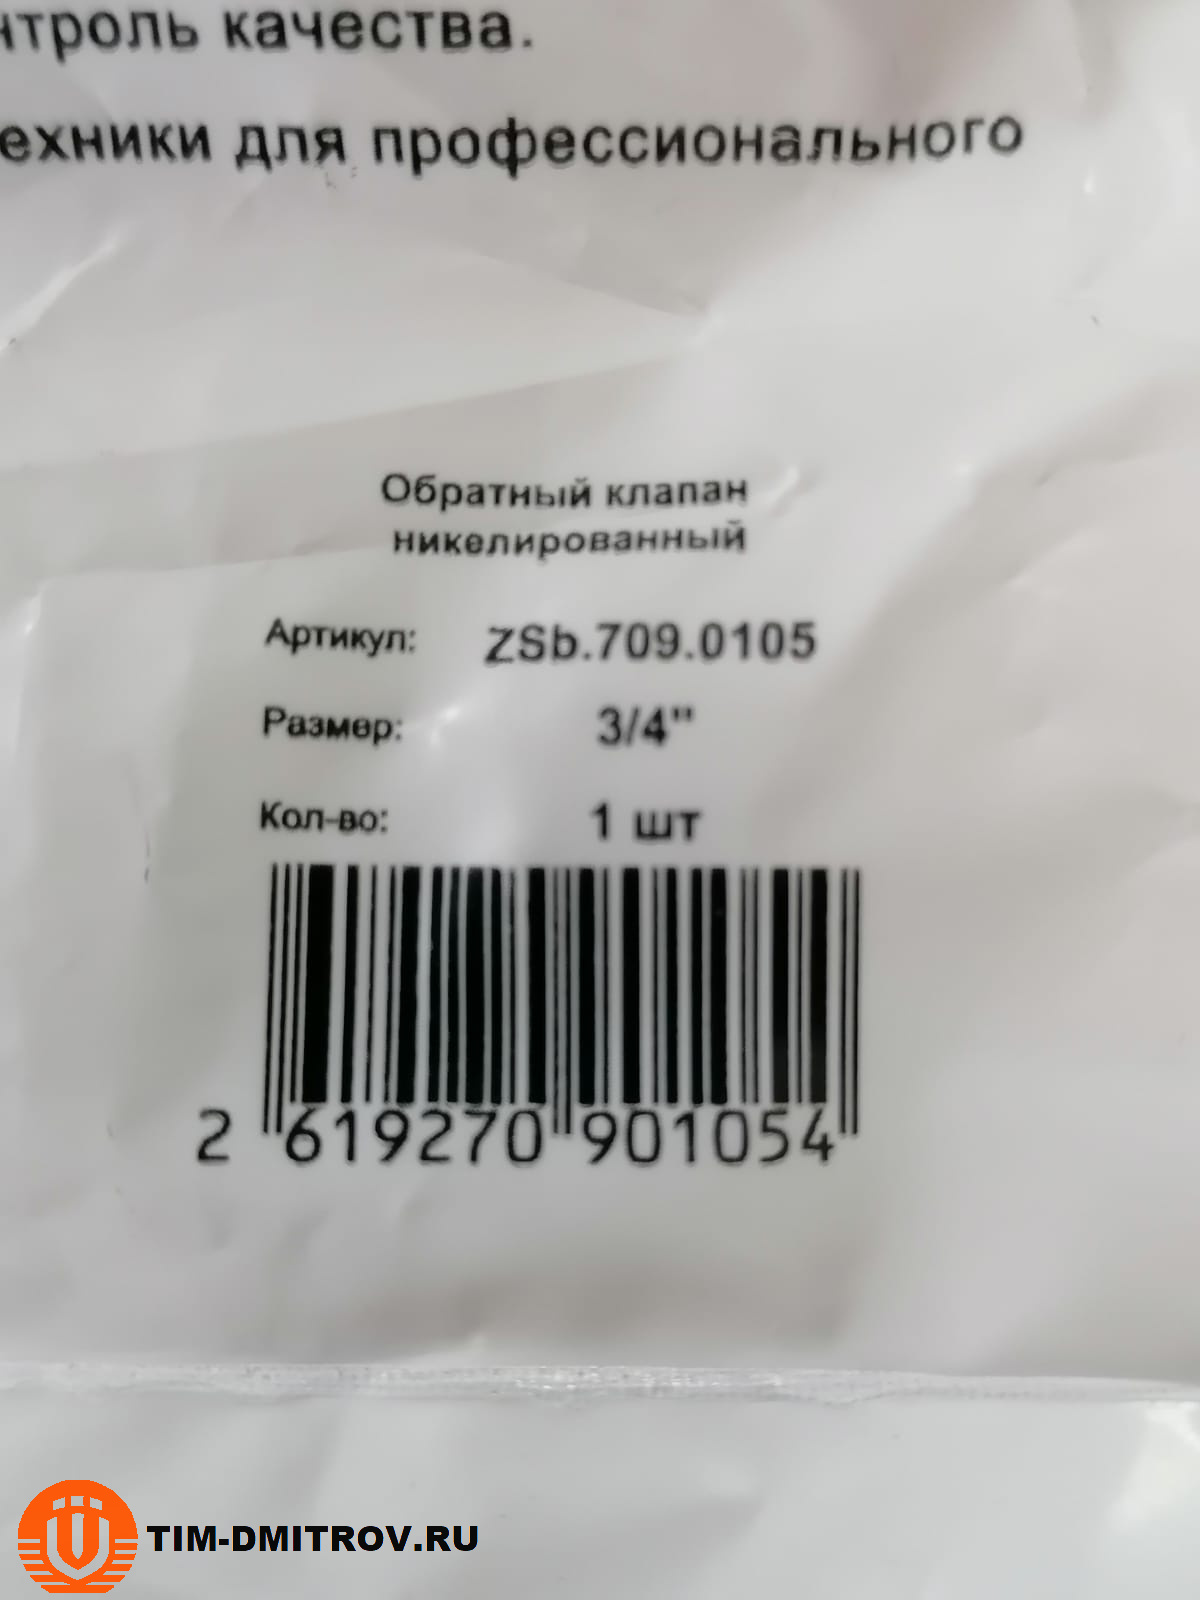 нтроль качества.
ехники для профессионального
Обратный клапан
никелированный
Артикул: ZSb.709.0105
Размер: 3/4"
Кол-во: 1 шт
2 619270 901054
TIM-DMITROV.RU